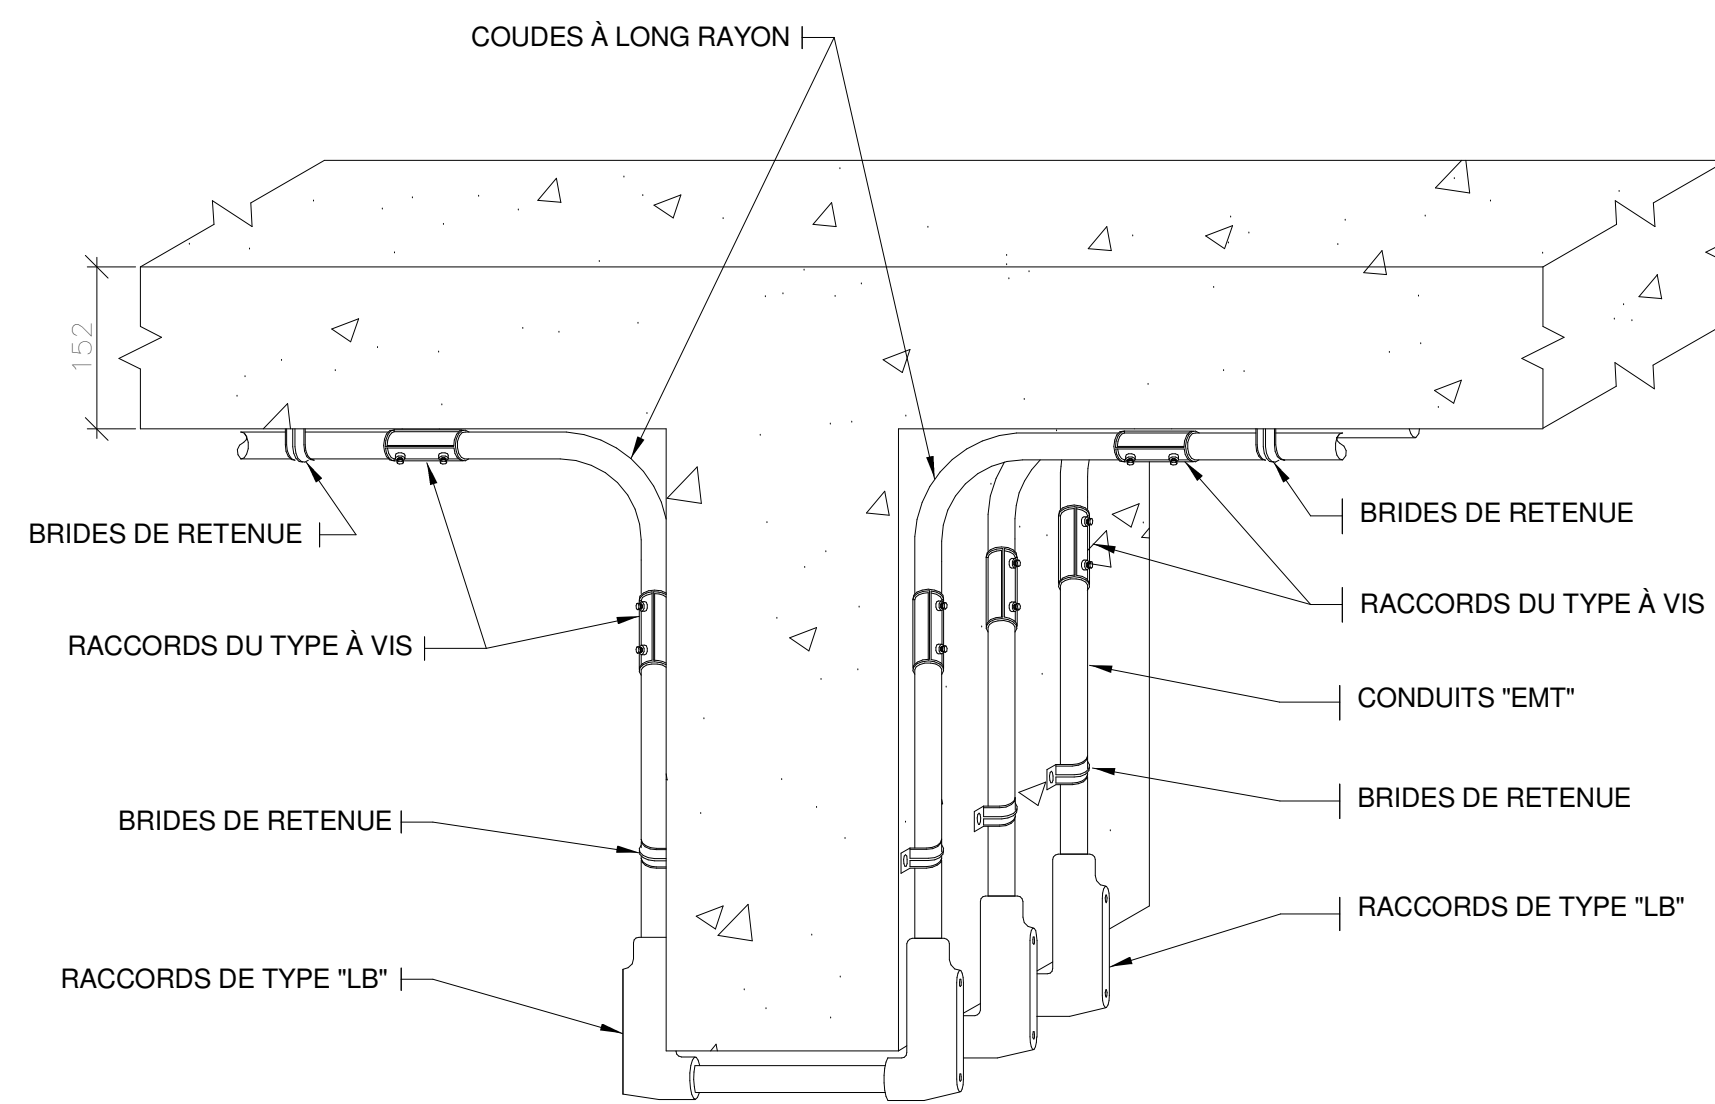 COUDES À LONG RAYON
152
BRIDES DE RETENUE
BRIDES DE RETENUE
RACCORDS DU TYPE À VIS
RACCORDS DU TYPE À VIS
CONDUITS "EMT"
BRIDES DE RETENUE
BRIDES DE RETENUE
RACCORDS DE TYPE "LB"
RACCORDS DE TYPE "LB"